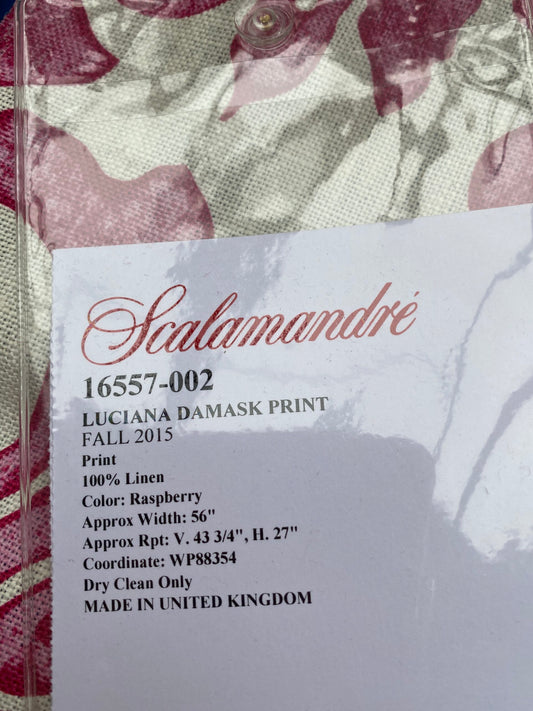 Scalamandré
16557-002
LUCIANA DAMASK PRINT
FALL 2015
Print
100% Linen
Color: Raspberry
Approx Width: 56"
Approx Rpt: V. 43 3/4", H. 27"
Coordinate: WP88354
Dry Clean Only
MADE IN UNITED KINGDOM